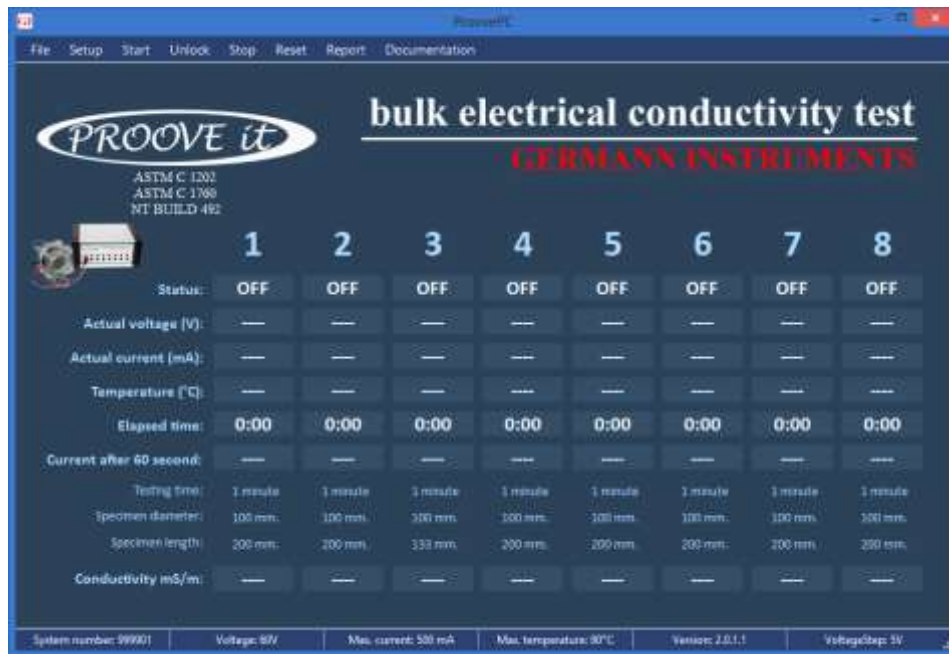 ProovePC
File Setup Start Unlock Stop Reset Report Documentation
PROOVE it
bulk electrical conductivity test
GERMANN INSTRUMENTS
ASTM C 1202
ASTM C 1760
NT BUILD 492
1 2 3 4 5 6 7 8
Status: OFF OFF OFF OFF OFF OFF OFF OFF
Actual voltage (V): ---- ---- ---- ---- ---- ---- ---- ----
Actual current (mA): ---- ---- ---- ---- ---- ---- ---- ----
Temperature (°C): ---- ---- ---- ---- ---- ---- ---- ----
Elapsed time: 0:00 0:00 0:00 0:00 0:00 0:00 0:00 0:00
Current after 60 second: ---- ---- ---- ---- ---- ---- ---- ----
Testing time: 1 minute 1 minute 1 minute 1 minute 1 minute 1 minute 1 minute 1 minute
Specimen diameter: 100 mm. 100 mm. 100 mm. 100 mm. 100 mm. 100 mm. 100 mm. 100 mm.
Specimen length: 200 mm. 200 mm. 200 mm. 200 mm. 200 mm. 200 mm. 200 mm.
Conductivity mS/m: ---- ---- ---- ---- ---- ---- ---- ----
System number: 999901 Voltage: 60V Max. current: 500 mA Max. temperature: 90°C Version: 2.0.1.1 VoltageStep: 5V